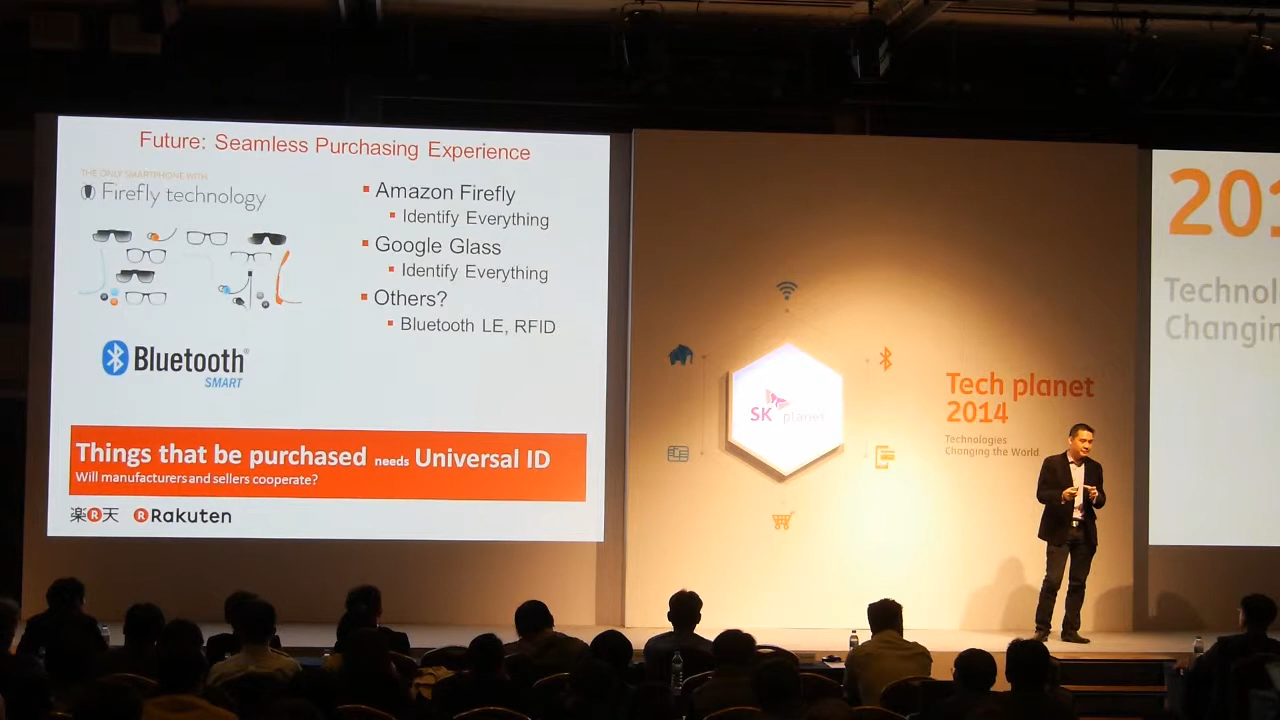 Future: Seamless Purchasing Experience
THE ONLY SMARTPHONE WITH
Firefly technology
Amazon Firefly
Identify Everything
Google Glass
Identify Everything
Others?
Bluetooth LE, RFID
Bluetooth®
SMART
Things that be purchased needs Universal ID
Will manufacturers and sellers cooperate?
楽R天 R Rakuten
SK planet
Tech planet
2014
Technologies
Changing the World
201
Technol
Changin